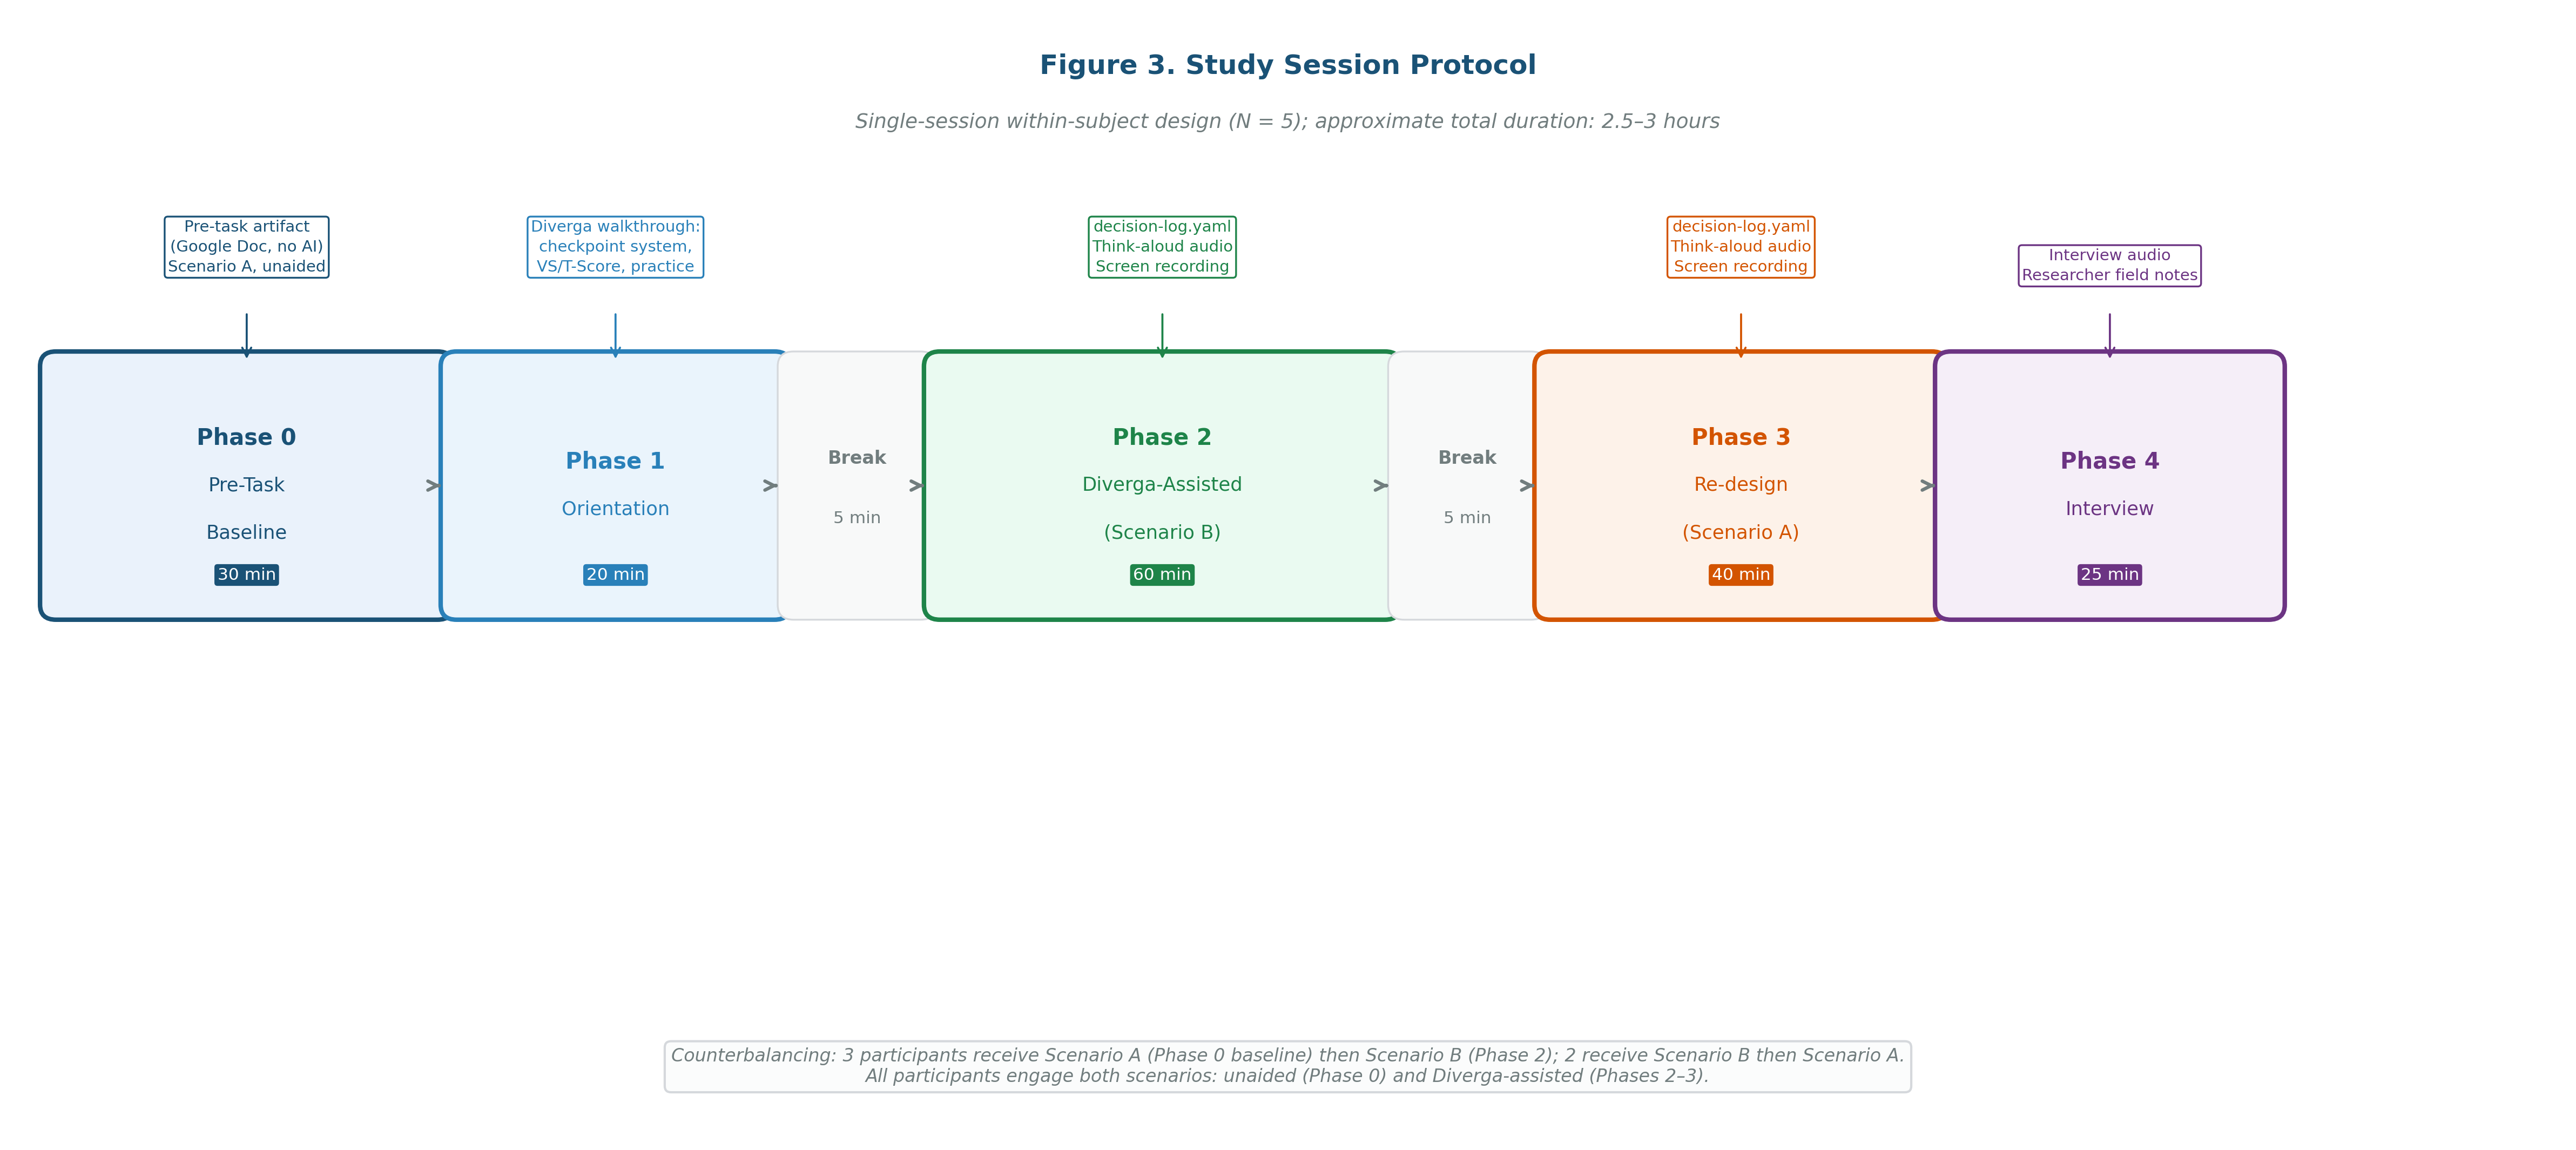 Figure 3. Study Session Protocol
Single-session within-subject design (N = 5); approximate total duration: 2.5–3 hours
Pre-task artifact
(Google Doc, no AI)
Scenario A, unaided
Diverga walkthrough:
checkpoint system,
VS/T-Score, practice
decision-log.yaml
Think-aloud audio
Screen recording
decision-log.yaml
Think-aloud audio
Screen recording
Interview audio
Researcher field notes
Phase 0
Pre-Task
Baseline
30 min
Phase 1
Orientation
20 min
Break
5 min
Phase 2
Diverga-Assisted
(Scenario B)
60 min
Break
5 min
Phase 3
Re-design
(Scenario A)
40 min
Phase 4
Interview
25 min
Counterbalancing: 3 participants receive Scenario A (Phase 0 baseline) then Scenario B (Phase 2); 2 receive Scenario B then Scenario A.
All participants engage both scenarios: unaided (Phase 0) and Diverga-assisted (Phases 2–3).